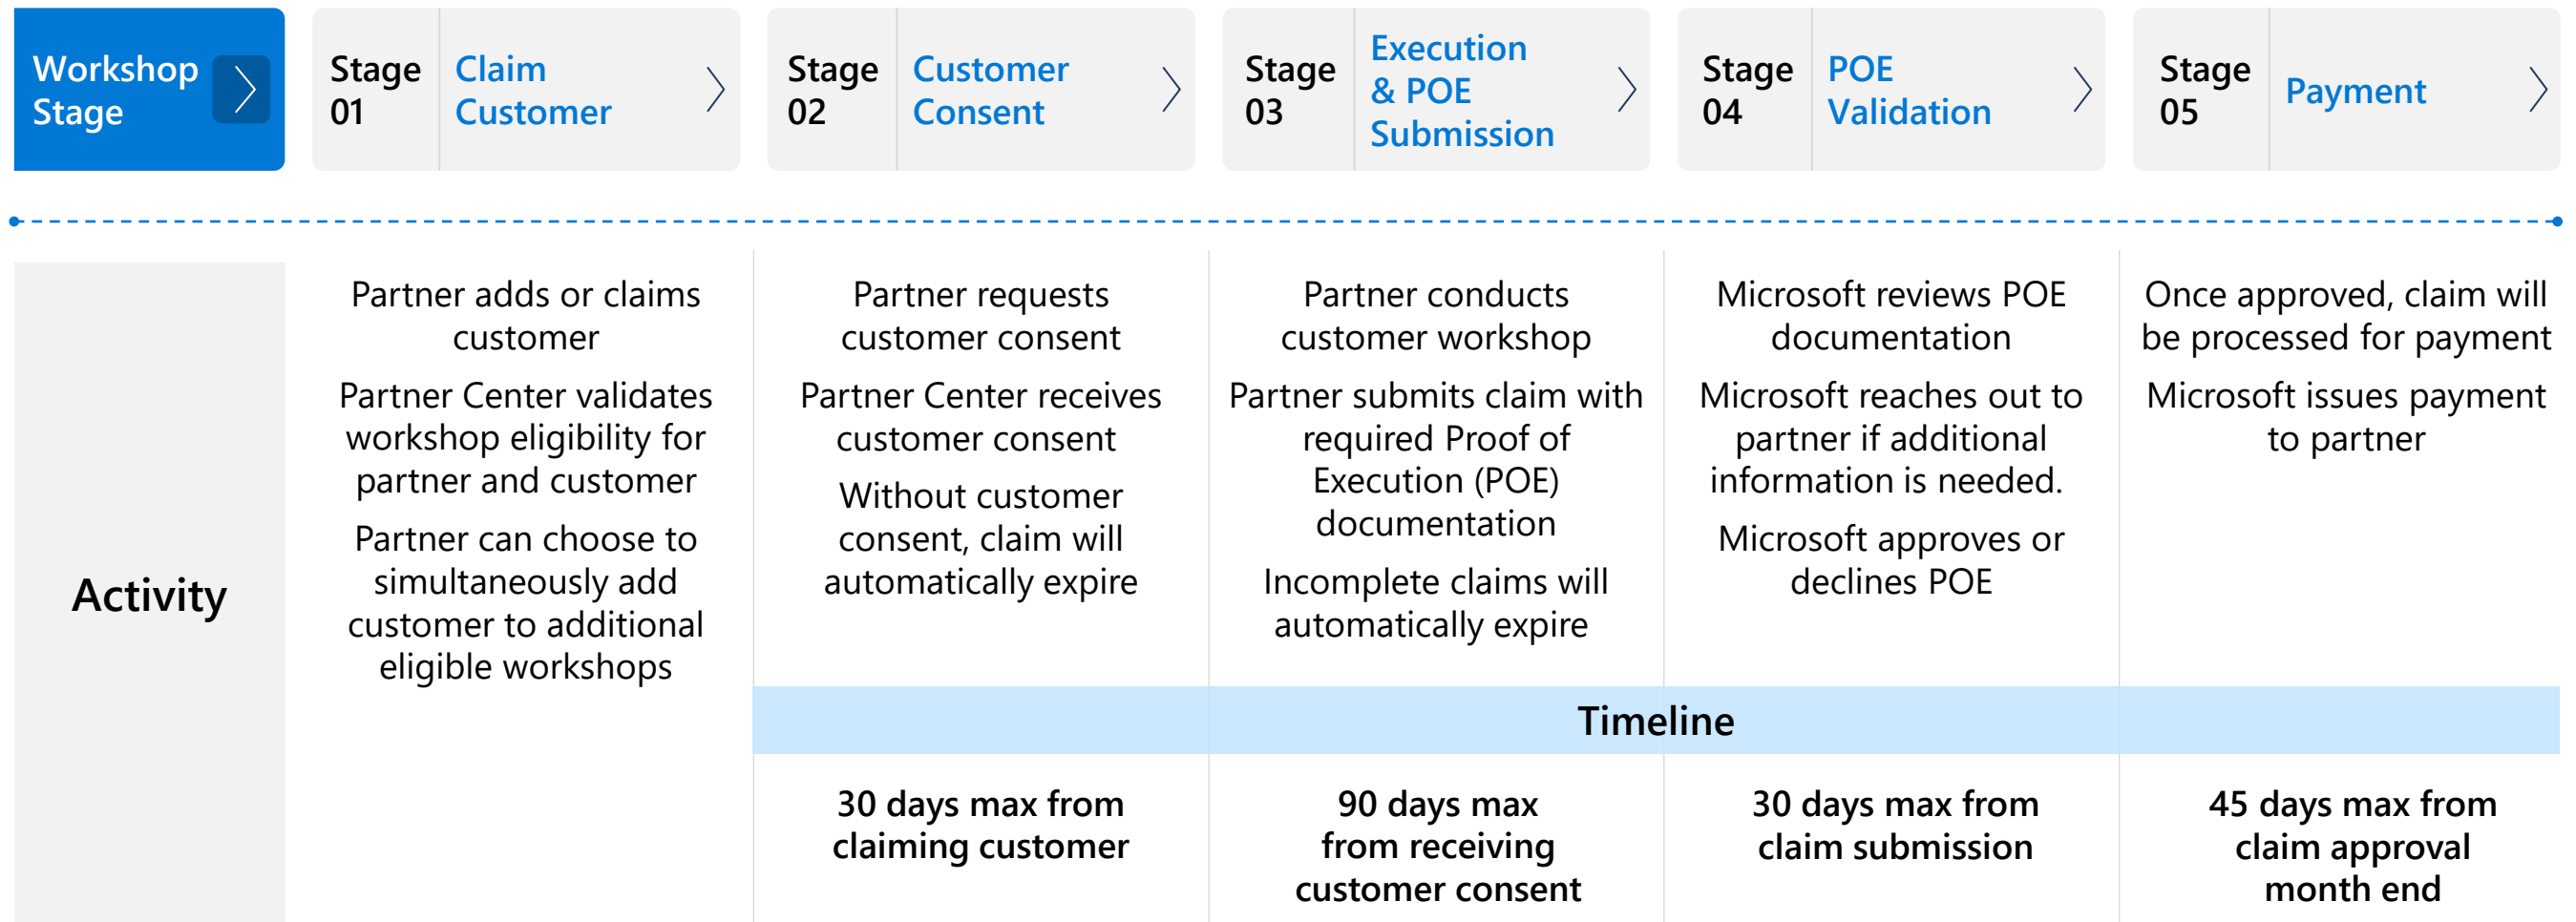 Workshop
Stage
Stage
01
Claim
Customer
Stage
02
Customer
Consent
Stage
03
Execution
& POE
Submission
Stage
04
POE
Validation
Stage
05
Payment
Activity
Partner adds or claims
customer
Partner Center validates
workshop eligibility for
partner and customer
Partner can choose to
simultaneously add
customer to additional
eligible workshops
Partner requests
customer consent
Partner Center receives
customer consent
Without customer
consent, claim will
automatically expire
Partner conducts
customer workshop
Partner submits claim with
required Proof of
Execution (POE)
documentation
Incomplete claims will
automatically expire
Microsoft reviews POE
documentation
Microsoft reaches out to
partner if additional
information is needed.
Microsoft approves or
declines POE
Once approved, claim will
be processed for payment
Microsoft issues payment
to partner
Timeline
30 days max from
claiming customer
90 days max
from receiving
customer consent
30 days max from
claim submission
45 days max from
claim approval
month end